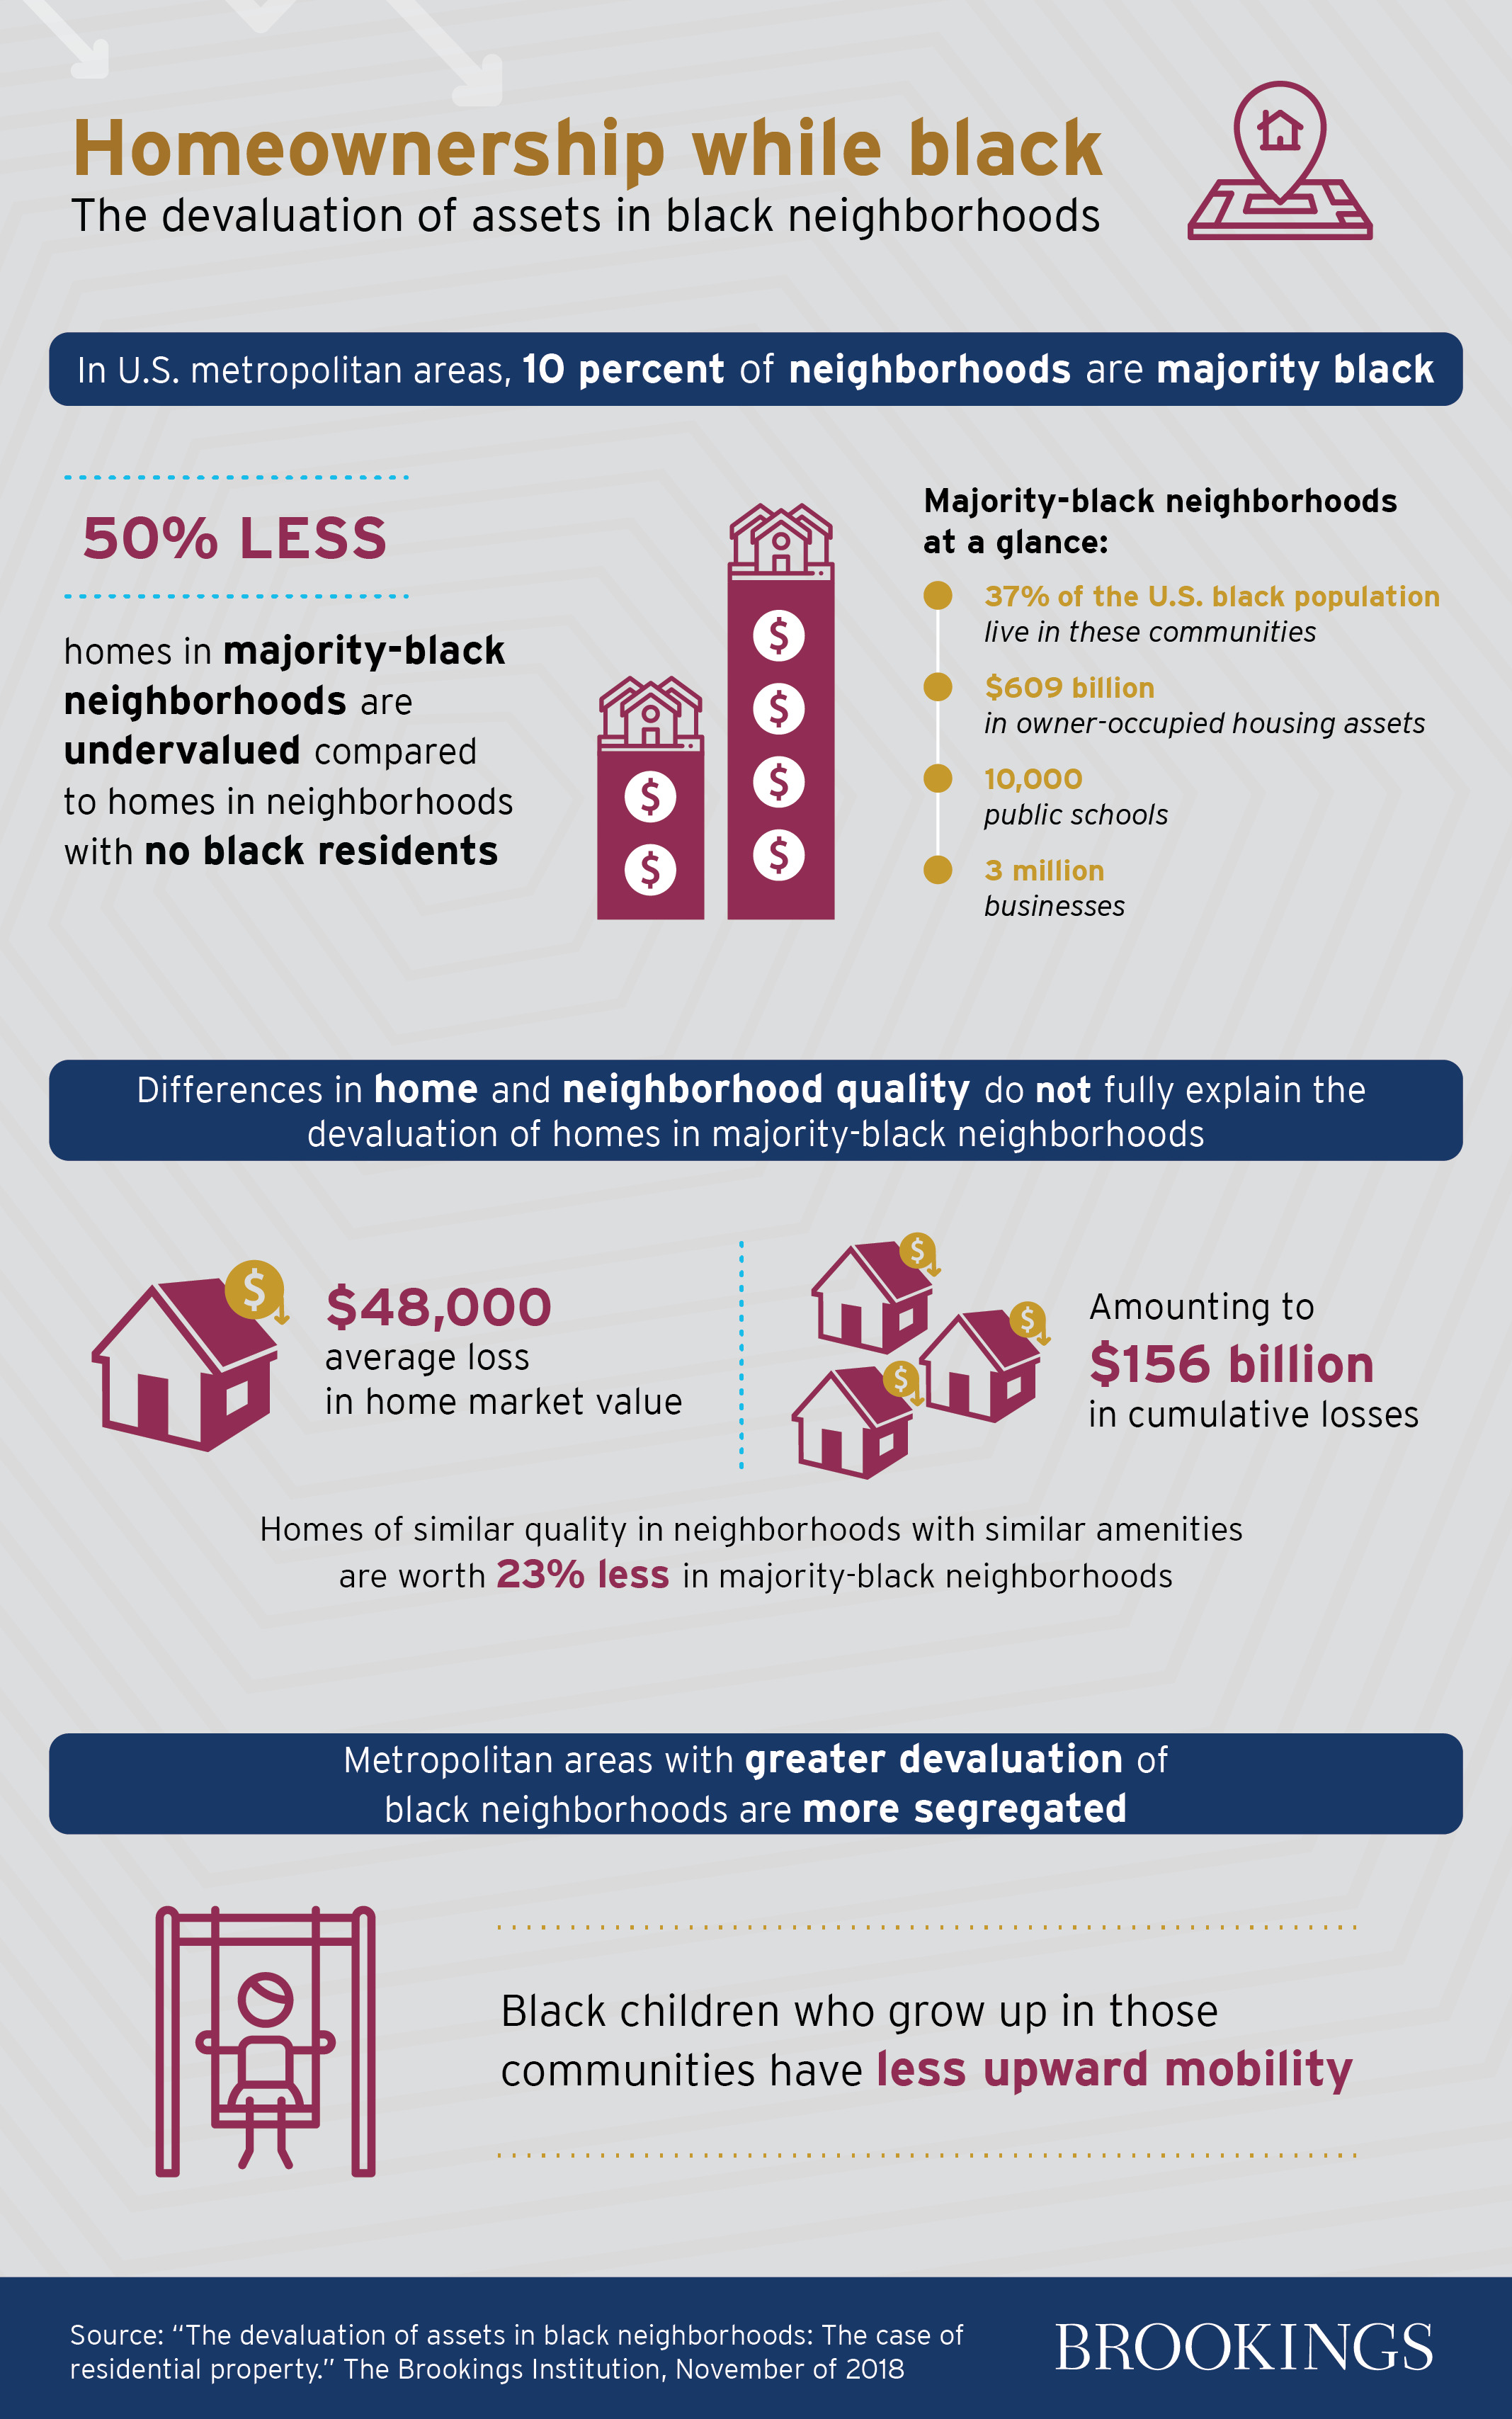 Homeownership while black
The devaluation of assets in black neighborhoods
In U.S. metropolitan areas, 10 percent of neighborhoods are majority black
50% LESS
homes in majority-black
neighborhoods are
undervalued compared
to homes in neighborhoods
with no black residents
$
$
$
$
$
$
Majority-black neighborhoods
at a glance:
37% of the U.S. black population
live in these communities
$609 billion
in owner-occupied housing assets
10,000
public schools
3 million
businesses
Differences in home and neighborhood quality do not fully explain the
devaluation of homes in majority-black neighborhoods
$
$48,000
average loss
in home market value
$
$
$
Amounting to
$156 billion
in cumulative losses
Homes of similar quality in neighborhoods with similar amenities
are worth 23% less in majority-black neighborhoods
Metropolitan areas with greater devaluation of
black neighborhoods are more segregated
Black children who grow up in those
communities have less upward mobility
Source: “The devaluation of assets in black neighborhoods: The case of
residential property.” The Brookings Institution, November of 2018
BROOKINGS